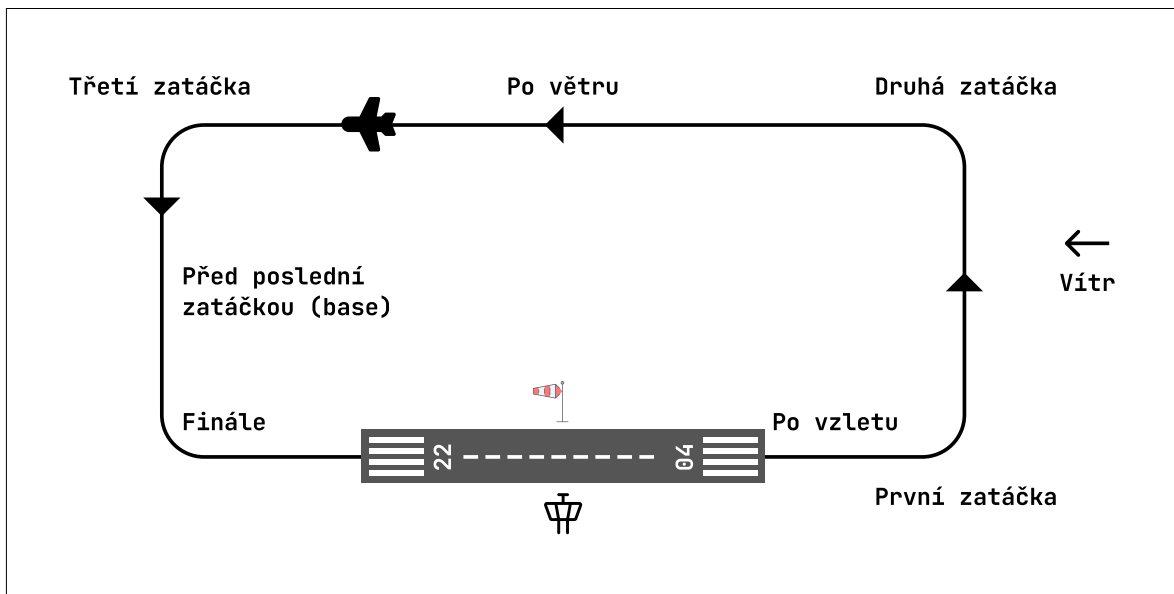 Třetí zatáčka
Po větru
Druhá zatáčka
Před poslední
zatáčkou (base)
Vítr
Finále
Po vzletu
22
04
První zatáčka